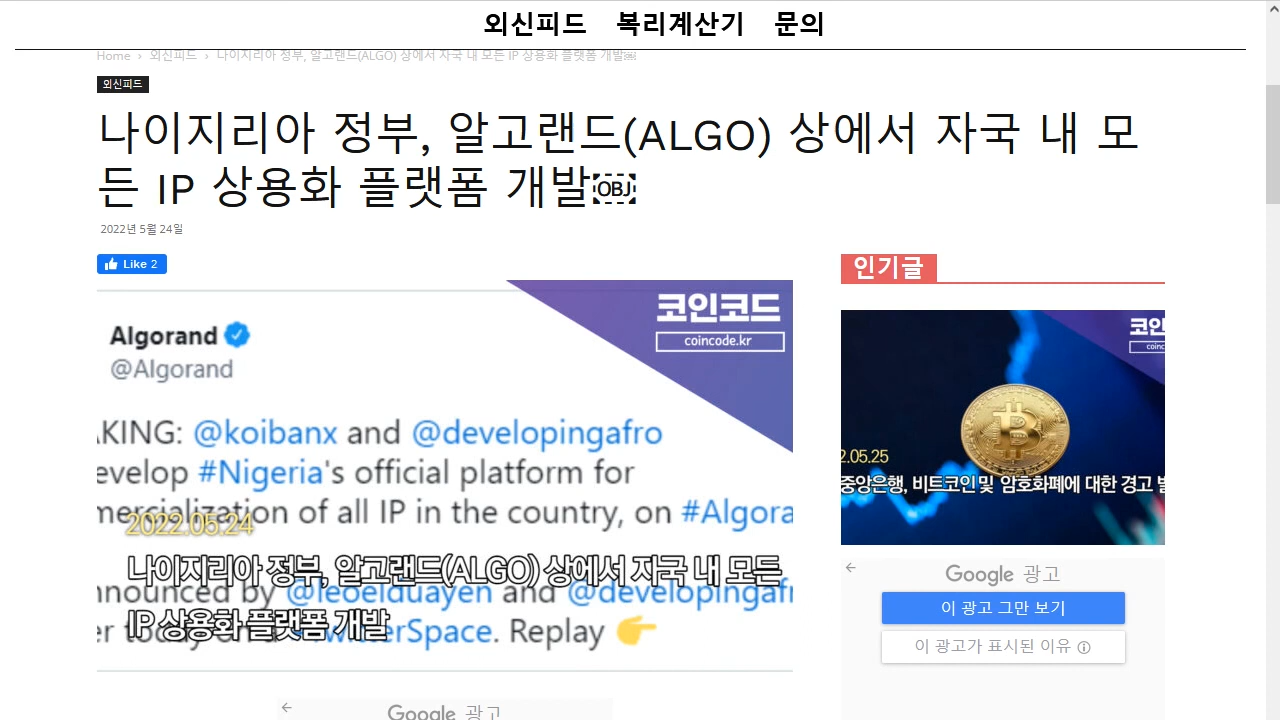 외신피드 복리계산기 문의
Home › 외신피드 › 나이지리아 정부, 알고랜드(ALGO) 상에서 자국 내 모든 IP 상용화 플랫폼 개발￼
외신피드
나이지리아 정부, 알고랜드(ALGO) 상에서 자국 내 모
든 IP 상용화 플랫폼 개발￼
2022년 5월 24일
Like 2
코인코드
coincode.kr
Algorand
@Algorand
KING: @koibanx and @developingafro
evelop #Nigeria's official platform for
mercialization of all IP in the country, on #Algora
2022.05.24
나이지리아 정부, 알고랜드(ALGO) 상에서 자국 내 모든
nnounced by @leoelduayen and @developingafr
IP 상용화 플랫폼 개발
er today on a #TwitterSpace. Replay
Google 광고
인기글
코인
coinc
2.05.25
중앙은행, 비트코인 및 암호화폐에 대한 경고 발
Google 광고
이 광고 그만 보기
이 광고가 표시된 이유